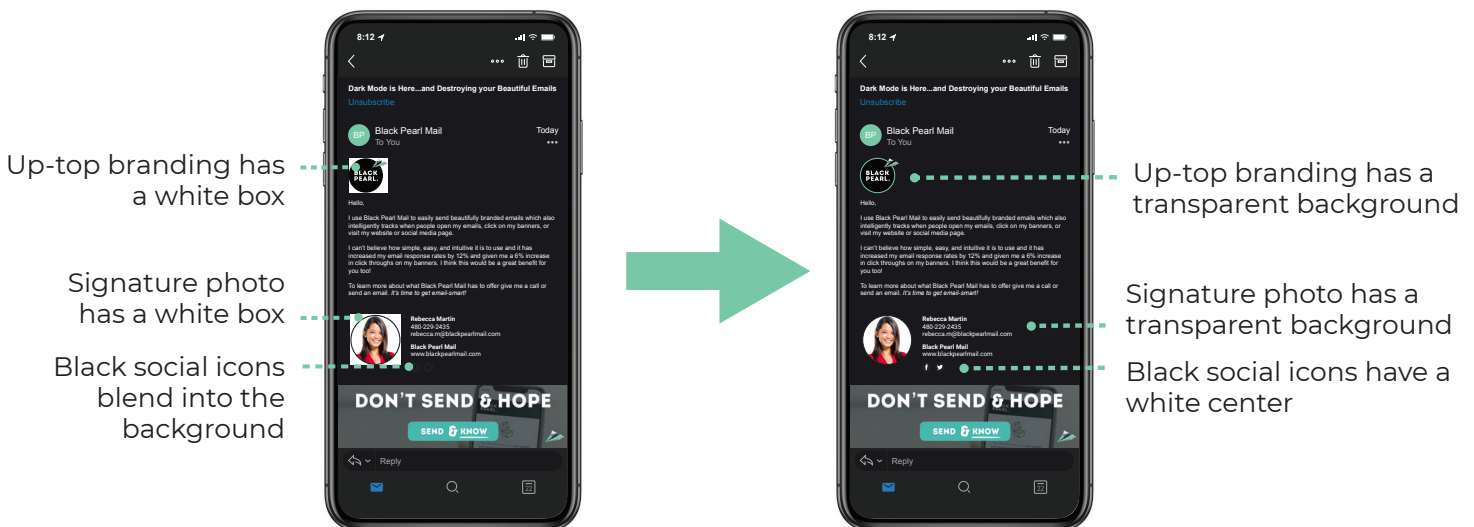 Up-top branding has
a white box
Signature photo
has a white box
Black social icons
blend into the
background
8:12
Dark Mode is Here...and Destroying your Beautiful Emails
Unsubscribe
BP
Black Pearl Mail
To You
Today
BLACK
PEARL.
Hello,
I use Black Pearl Mail to easily send beautifully branded emails which also
intelligently tracks when people open my emails, click on my banners, or
visit my website or social media page.
I can't believe how simple, easy, and intuitive it is to use and it has
increased my email response rates by 12% and given me a 6% increase
in click throughs on my banners. I think this would be a great benefit for
you too!
To learn more about what Black Pearl Mail has to offer give me a call or
send an email. It's time to get email-smart!
Rebecca Martin
480-229-2435
rebecca.m@blackpearlmail.com
Black Pearl Mail
www.blackpearlmail.com
DON'T SEND & HOPE
SEND & KNOW
Reply
22
8:12
Dark Mode is Here...and Destroying your Beautiful Emails
Unsubscribe
BP
Black Pearl Mail
To You
Today
BLACK
PEARL.
Hello,
I use Black Pearl Mail to easily send beautifully branded emails which also
intelligently tracks when people open my emails, click on my banners, or
visit my website or social media page.
I can't believe how simple, easy, and intuitive it is to use and it has
increased my email response rates by 12% and given me a 6% increase
in click throughs on my banners. I think this would be a great benefit for
you too!
To learn more about what Black Pearl Mail has to offer give me a call or
send an email. It's time to get email-smart!
Rebecca Martin
480-229-2435
rebecca.m@blackpearlmail.com
Black Pearl Mail
www.blackpearlmail.com
DON'T SEND & HOPE
SEND & KNOW
Reply
22
Up-top branding has a
transparent background
Signature photo has a
transparent background
Black social icons have a
white center